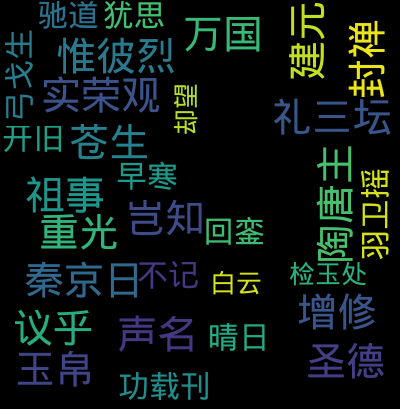 驰道
犹思
万国
建元
封禅
弓戈生
惟彼烈
实荣观
却望
礼三坛
开旧
苍生
早寒
祖事
岂知
陶唐主
羽卫摇
重光
回銮
秦京日
不记
白云
检玉处
增修
议乎
声名
晴日
圣德
玉帛
功载刊